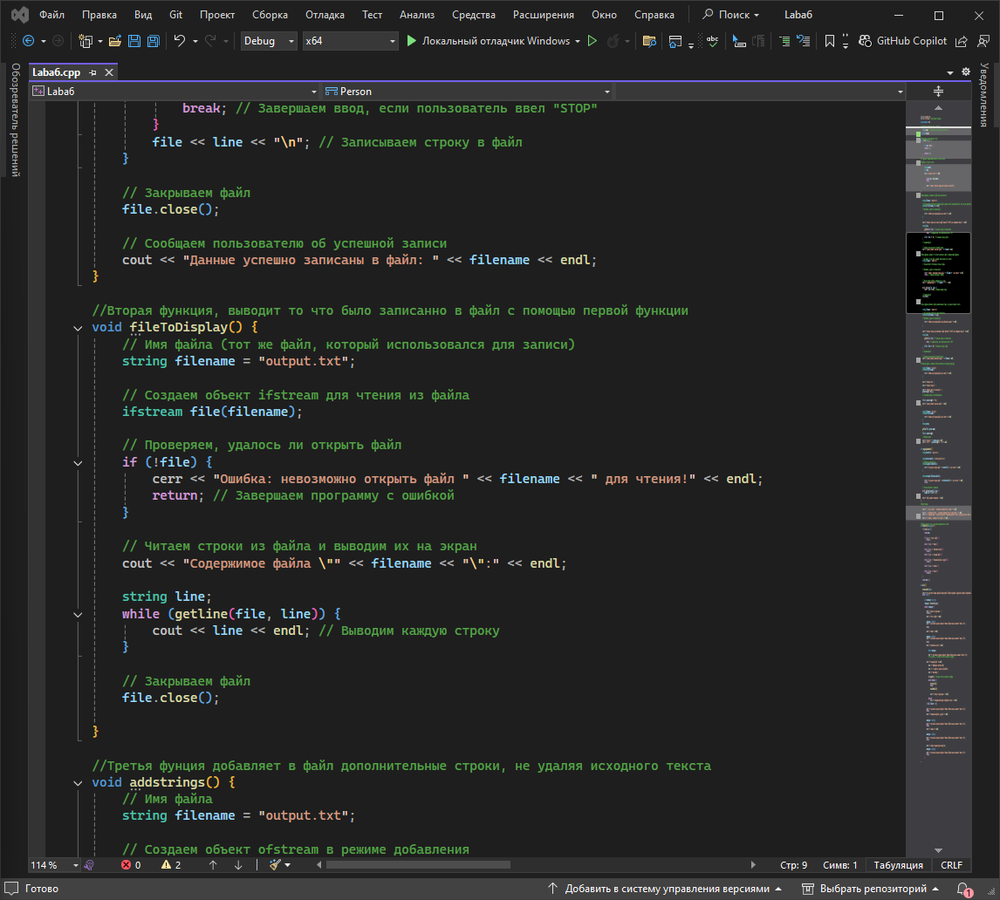 Файл Правка Вид Git Проект Сборка Отладка Тест Анализ Средства Расширения Окно Справка Поиск Laba6
Debug x64 Локальный отладчик Windows GitHub Copilot
Обозреватель решений
Уведомления
Laba6.cpp
Laba6 Person
break; // Завершаем ввод, если пользователь ввел "STOP"
}
file << line << "\n"; // Записываем строку в файл
}
// Закрываем файл
file.close();
// Сообщаем пользователю об успешной записи
cout << "Данные успешно записаны в файл: " << filename << endl;
}
//Вторая функция, выводит то что было записанно в файл с помощью первой функции
void fileToDisplay() {
// Имя файла (тот же файл, который использовался для записи)
string filename = "output.txt";
// Создаем объект ifstream для чтения из файла
ifstream file(filename);
// Проверяем, удалось ли открыть файл
if (!file) {
cerr << "Ошибка: невозможно открыть файл " << filename << " для чтения!" << endl;
return; // Завершаем программу с ошибкой
}
// Читаем строки из файла и выводим их на экран
cout << "Содержимое файла \"" << filename << "\":" << endl;
string line;
while (getline(file, line)) {
cout << line << endl; // Выводим каждую строку
}
// Закрываем файл
file.close();
}
//Третья фунция добавляет в файл дополнительные строки, не удаляя исходного текста
void addstrings() {
// Имя файла
string filename = "output.txt";
// Создаем объект ofstream в режиме добавления
114 % 0 2 Стр: 9 Симв: 1 Табуляция CRLF
Готово Добавить в систему управления версиями Выбрать репозиторий 1